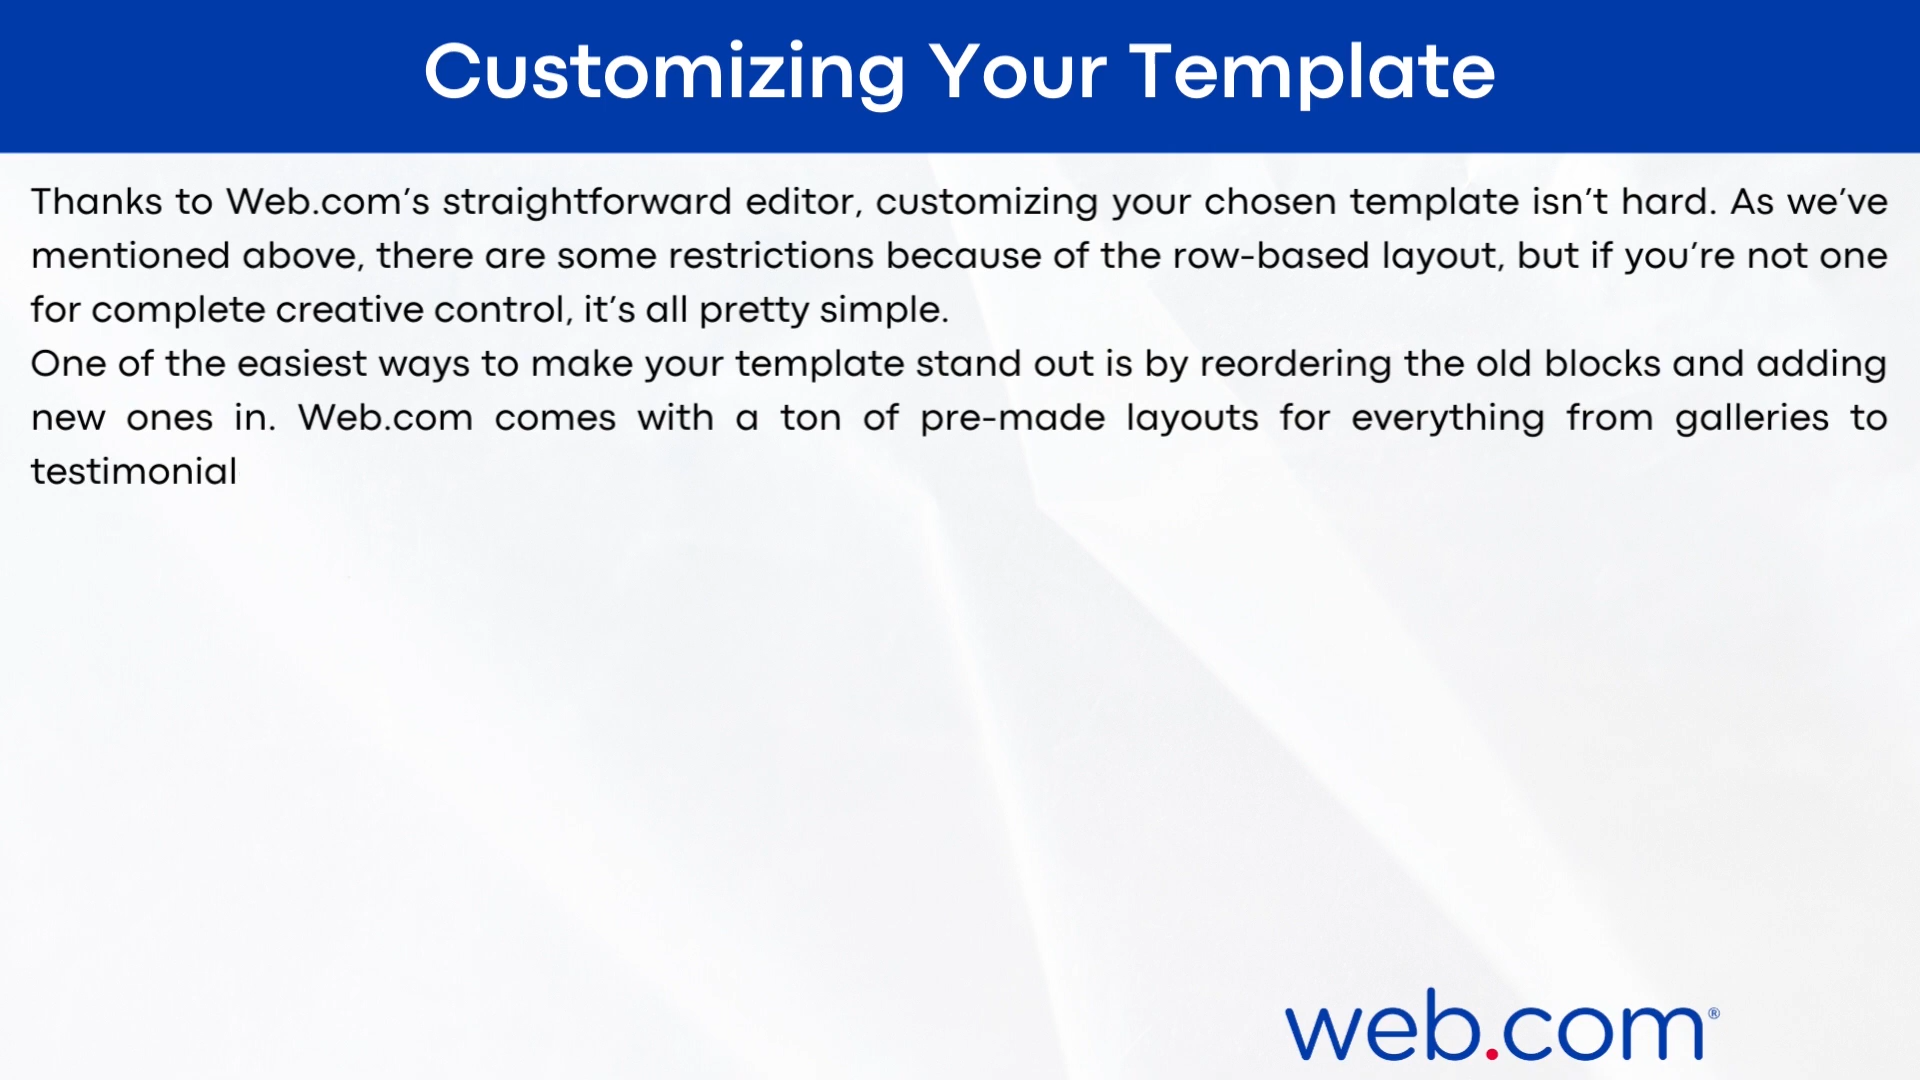 Customizing Your Template
Thanks to Web.com’s straightforward editor, customizing your chosen template isn’t hard. As we’ve
mentioned above, there are some restrictions because of the row-based layout, but if you’re not one
for complete creative control, it’s all pretty simple.
One of the easiest ways to make your template stand out is by reordering the old blocks and adding
new ones in. Web.com comes with a ton of pre-made layouts for everything from galleries to
testimonial
web.com®